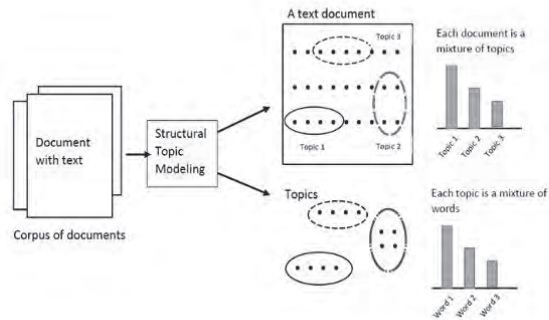 A text document
Topic 3
Each document is a
mixture of topics
Document
with text
Structural
Topic
Modeling
Topic 1
Topic 2
Topic 1
Topic 2
Topic 3
Corpus of documents
Topics
Each topic is a mixture of
words
Word 1
Word 2
Word 3